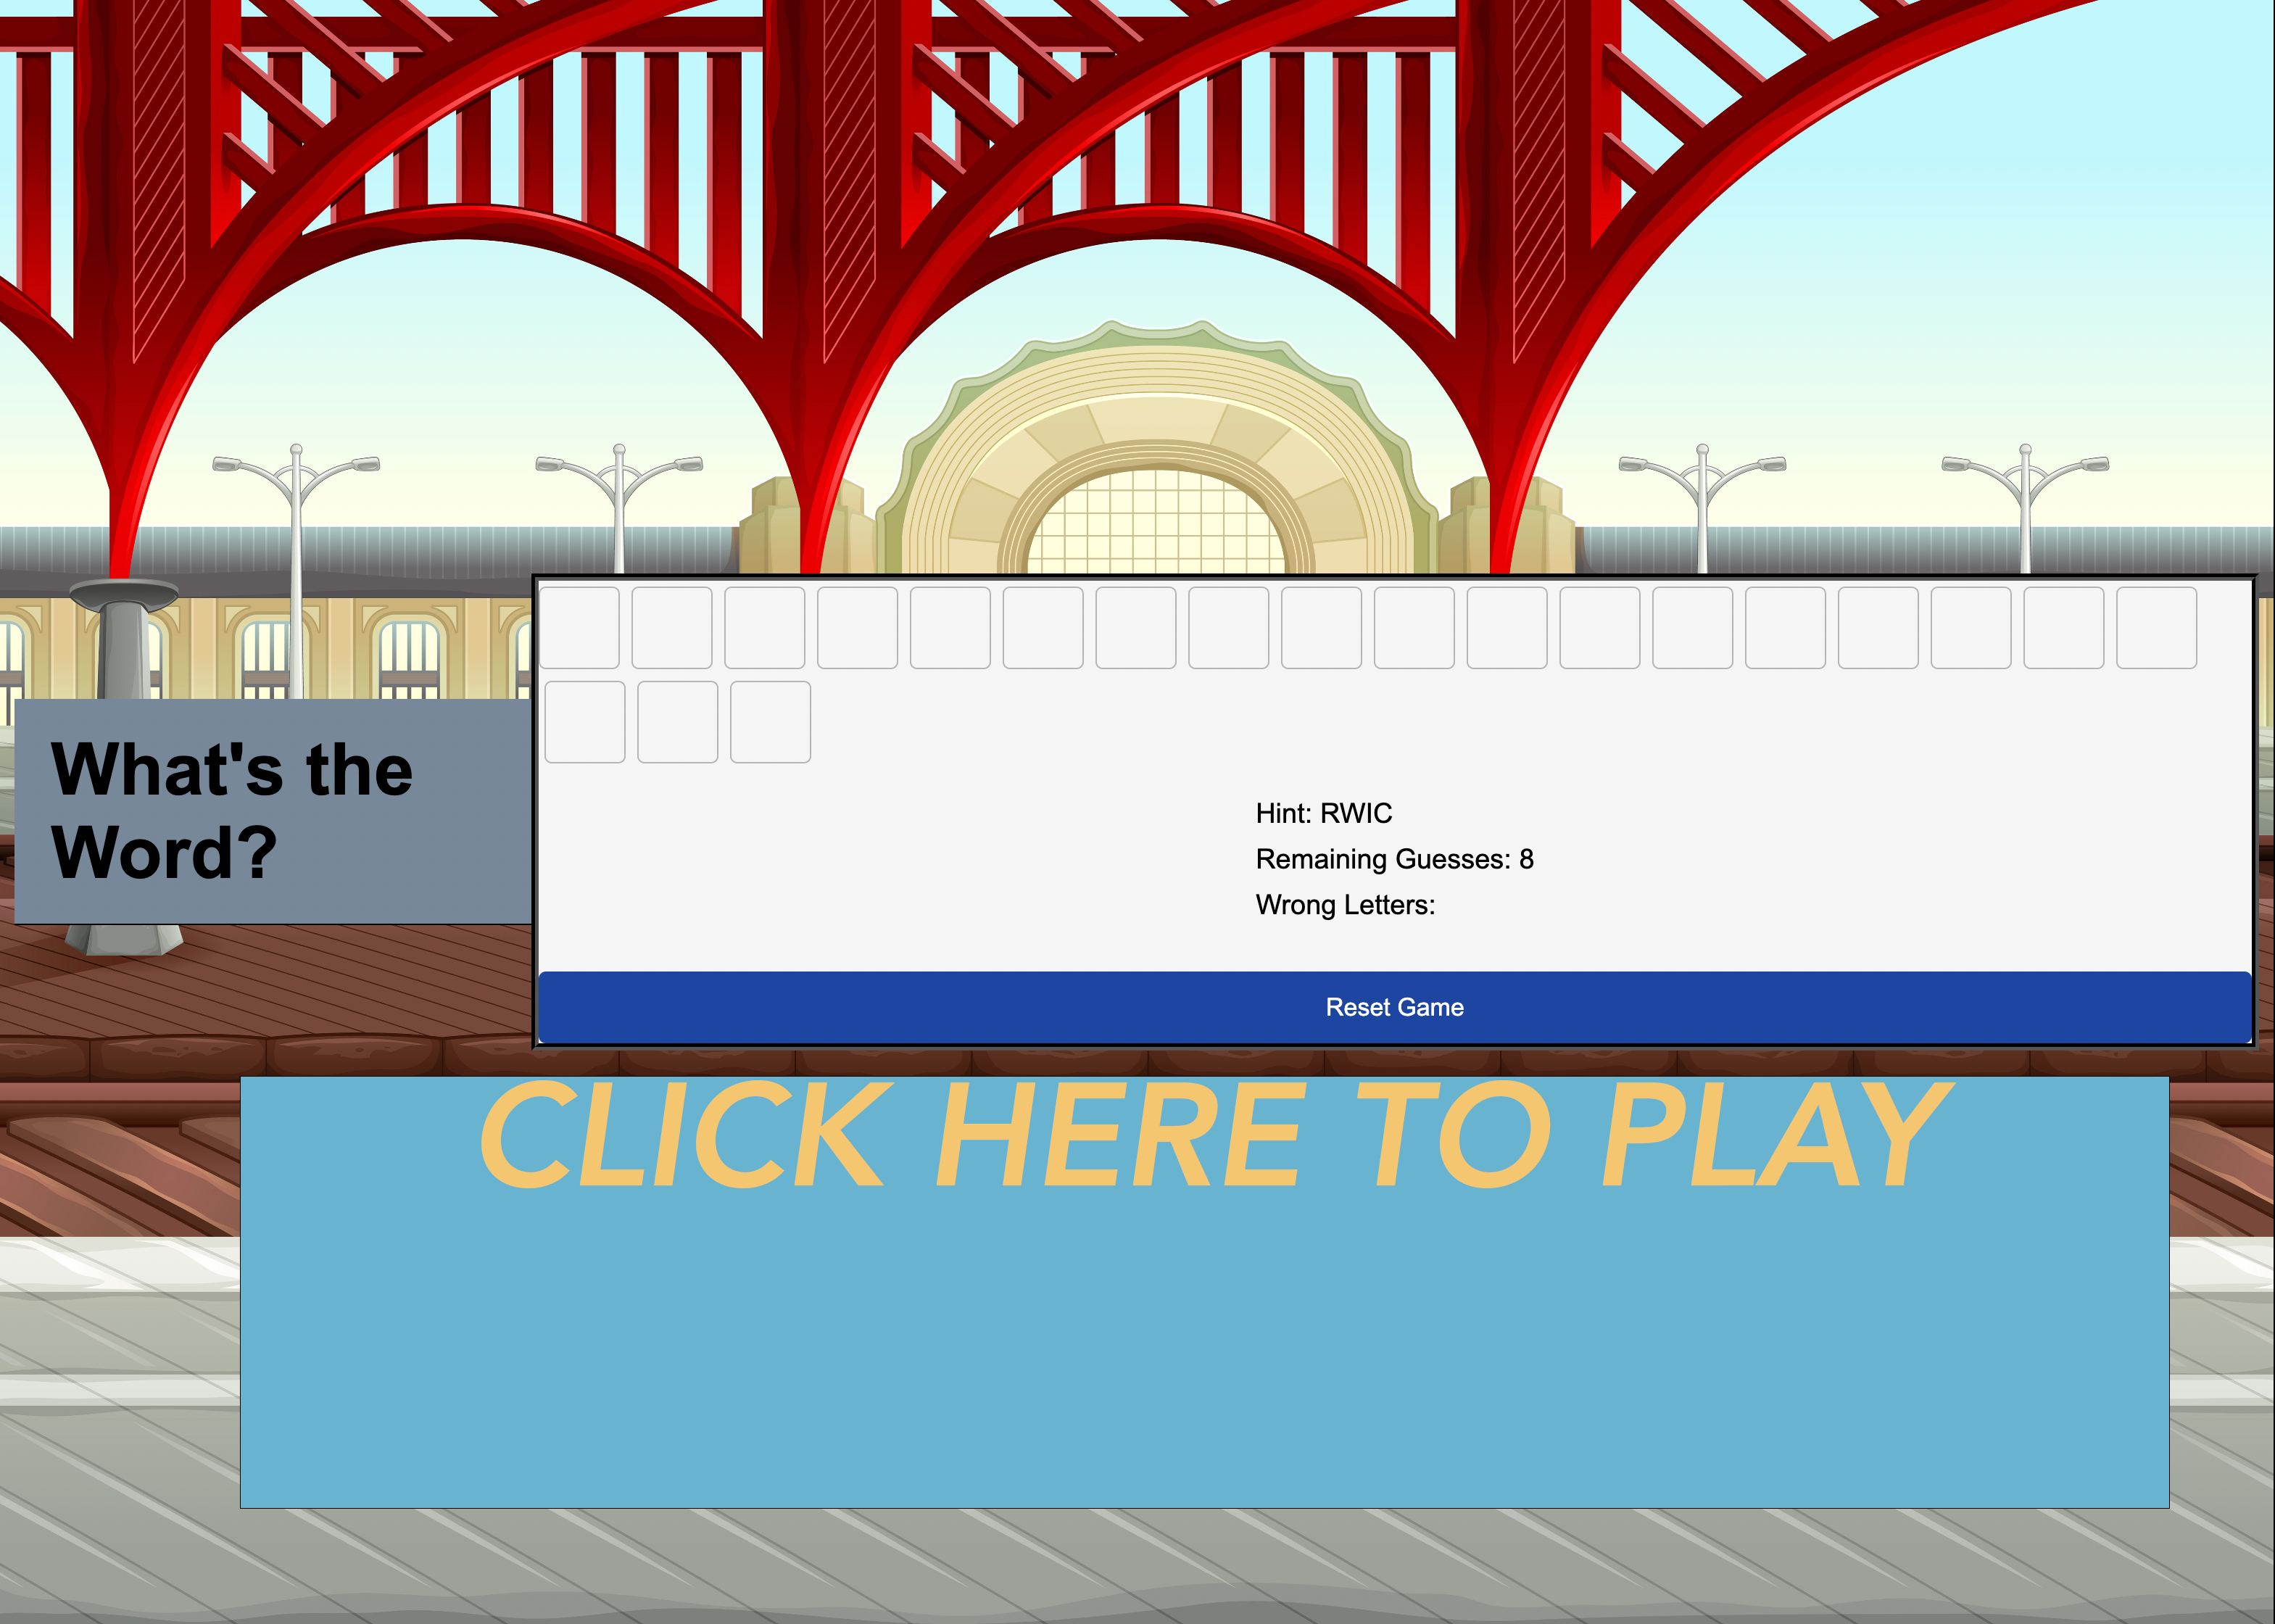 What's the
Word?
Hint: RWIC
Remaining Guesses: 8
Wrong Letters:
Reset Game
CLICK HERE TO PLAY